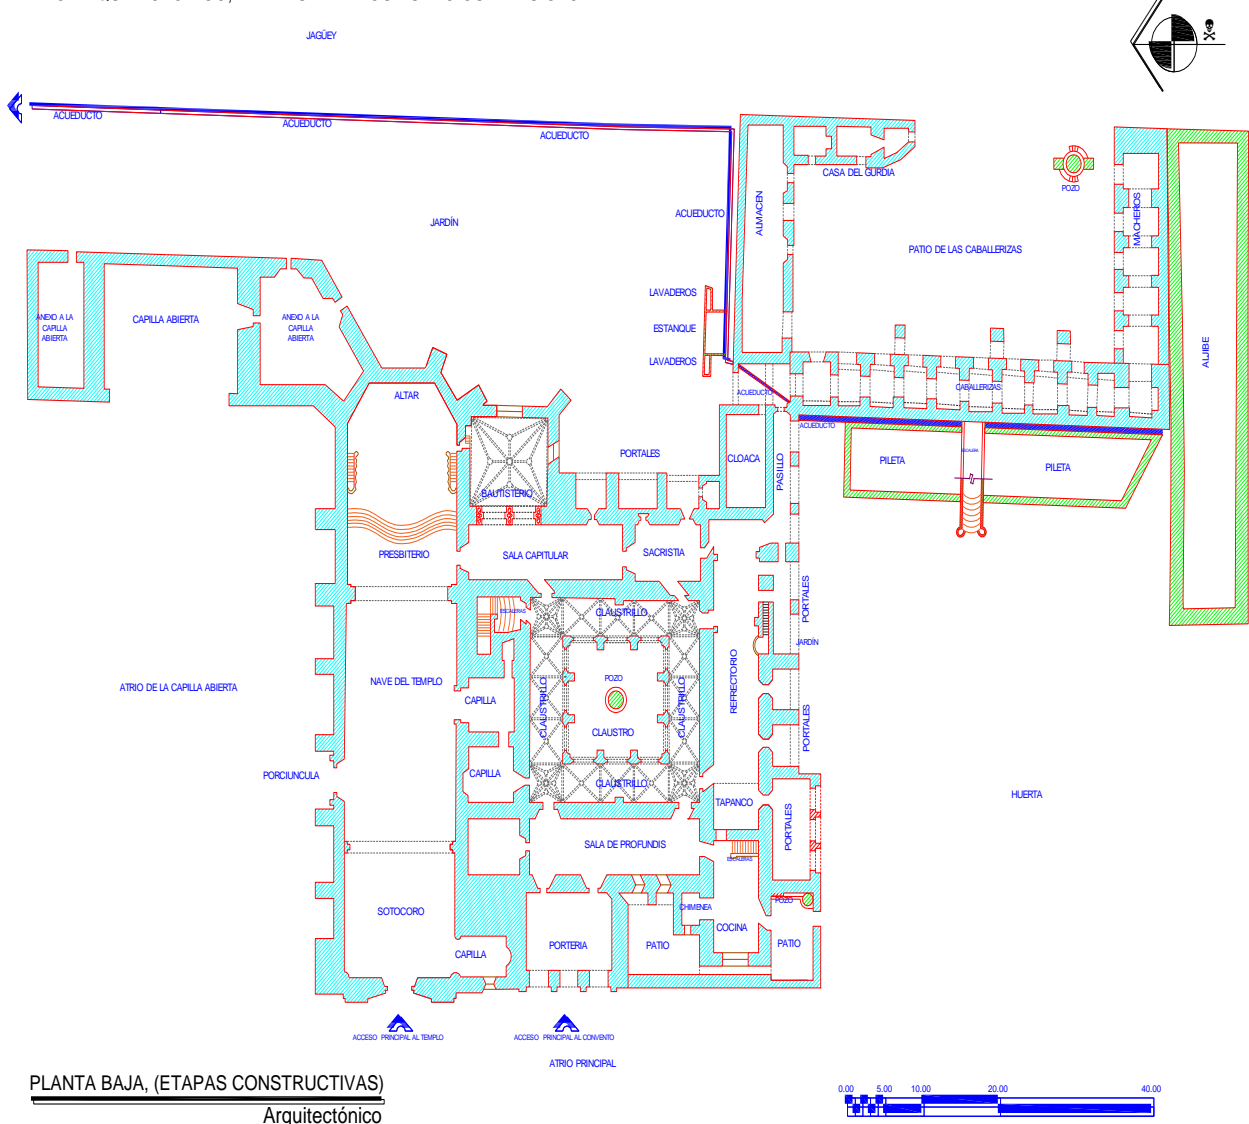 JAGÜEY
ACUEDUCTO
ACUEDUCTO
ACUEDUCTO
CASA DEL GURDIA
POZO
ALMACEN
MACHEROS
ACUEDUCTO
JARDÍN
PATIO DE LAS CABALLERIZAS
LAVADEROS
ANEXO A LA
CAPILLA
ABIERTA
CAPILLA ABIERTA
ANEXO A LA
CAPILLA
ABIERTA
ESTANQUE
ALJIBE
LAVADEROS
ALTAR
ACUEDUCTO
CABALLERIZAS
ACUEDUCTO
PORTALES
CLOACA
PASILLO
PILETA
ESCALERA
PILETA
BAUTISTERIO
PRESBITERIO
SALA CAPITULAR
SACRISTIA
ESCALERAS
CLAUSTRILLO
PORTALES
JARDÍN
ATRIO DE LA CAPILLA ABIERTA
NAVE DEL TEMPLO
CAPILLA
CLAUSTRILLO
POZO
CLAUSTRO
CLAUSTRILLO
REFRECTORIO
PORTALES
PORCIUNCULA
CAPILLA
CLAUSTRILLO
TAPANCO
PORTALES
HUERTA
SALA DE PROFUNDIS
ESCALERAS
SOTOCORO
CHIMENEA
POZO
COCINA
CAPILLA
PORTERIA
PATIO
PATIO
ACCESO PRINCIPAL AL TEMPLO
ACCESO PRINCIPAL AL CONVENTO
ATRIO PRINCIPAL
PLANTA BAJA, (ETAPAS CONSTRUCTIVAS)
Arquitectónico
0.00 5.00 10.00 20.00 40.00